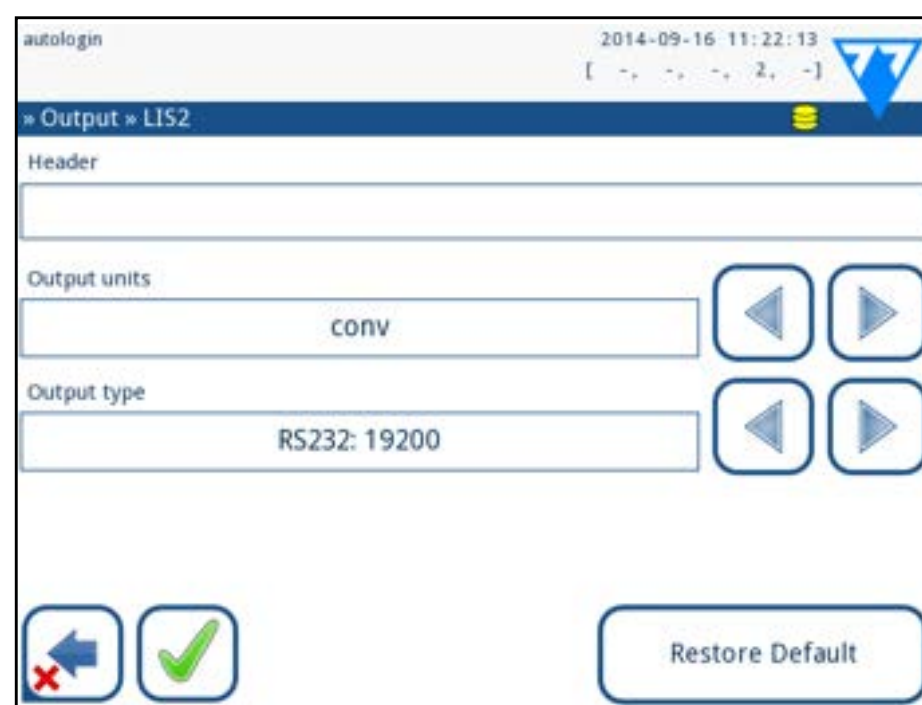 autologin
2014-09-16 11:22:13
[ -, -, -, 2, -]
» Output » LIS2
Header
Output units
conv
Output type
RS232: 19200
Restore Default